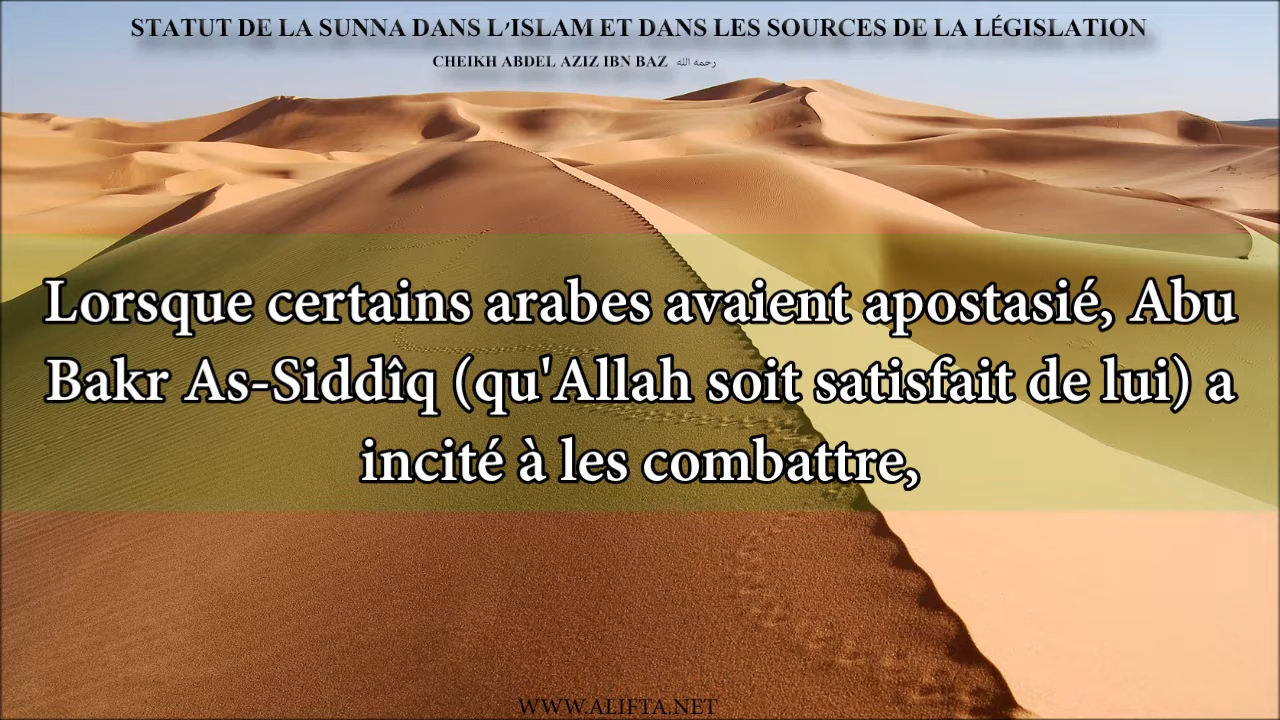 STATUT DE LA SUNNA DANS L'ISLAM ET DANS LES SOURCES DE LA LÉGISLATION
CHEIKH ABDEL AZIZ IBN BAZ رحمه الله
Lorsque certains arabes avaient apostasié, Abu
Bakr As-Siddîq (qu'Allah soit satisfait de lui) a
incité à les combattre,
WWW.ALIFTA.NET